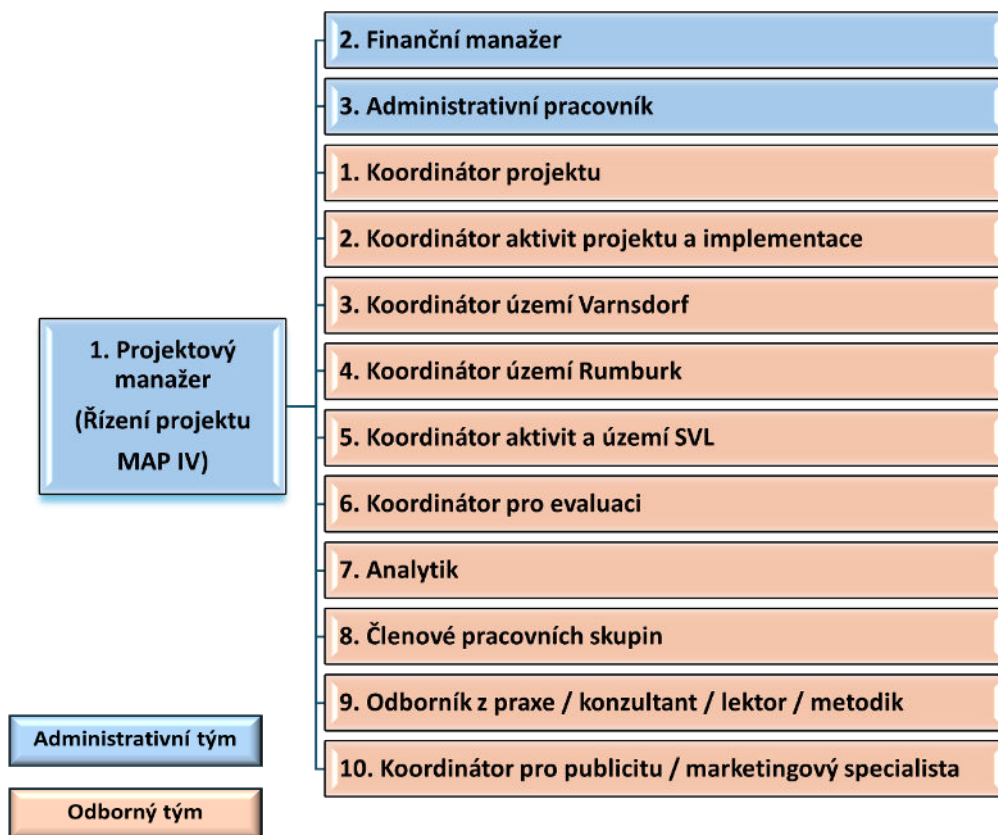 2. Finanční manažer
3. Administrativní pracovník
1. Koordinátor projektu
2. Koordinátor aktivit projektu a implementace
3. Koordinátor území Varnsdorf
1. Projektový
manažer
(Řízení projektu
MAP IV)
4. Koordinátor území Rumburk
5. Koordinátor aktivit a území SVL
6. Koordinátor pro evaluaci
7. Analytik
8. Členové pracovních skupin
9. Odborník z praxe / konzultant / lektor / metodik
10. Koordinátor pro publicitu / marketingový specialista
Administrativní tým
Odborný tým